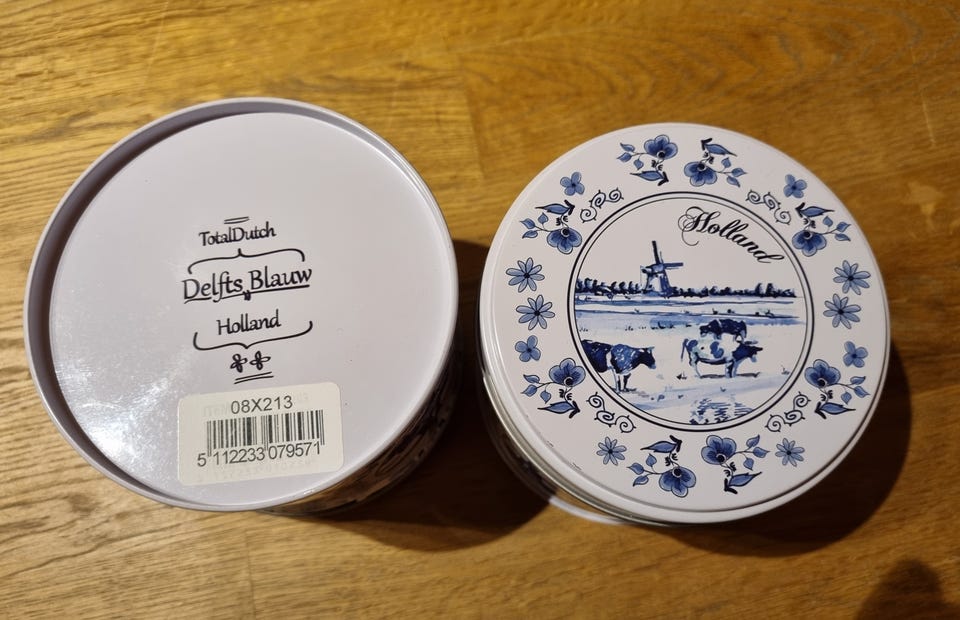 TotalDutch
Delfts Blauw
Holland
08X213
5 112233 079571
Holland